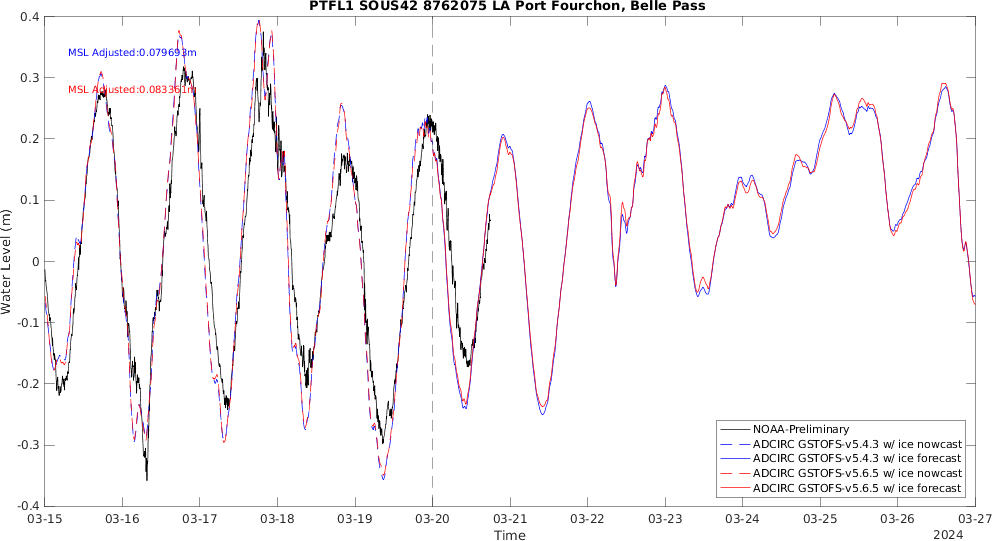 PTFL1 SOUS42 8762075 LA Port Fourchon, Belle Pass
0.4
0.3
0.2
0.1
0
-0.1
-0.2
-0.3
-0.4
Water Level (m)
MSL Adjusted:0.079693m
MSL Adjusted:0.083361m
NOAA-Preliminary
ADCIRC GSTOFS-v5.4.3 w/ ice nowcast
ADCIRC GSTOFS-v5.4.3 w/ ice forecast
ADCIRC GSTOFS-v5.6.5 w/ ice nowcast
ADCIRC GSTOFS-v5.6.5 w/ ice forecast
03-15 03-16 03-17 03-18 03-19 03-20 03-21 03-22 03-23 03-24 03-25 03-26 03-27
Time
2024